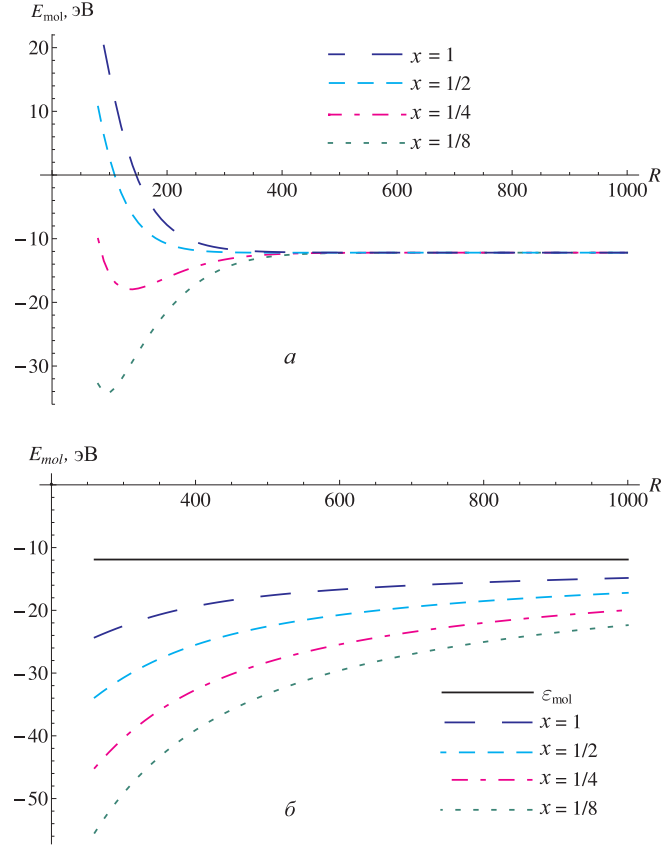 E_mol, эВ
20
x = 1
x = 1/2
10
x = 1/4
x = 1/8
200 400 600 800 1000 R
−10
−20
−30
а
E_mol, эВ
400 600 800 1000 R
−10
−20
−30
ε_mol
x = 1
−40
x = 1/2
x = 1/4
−50
б
x = 1/8